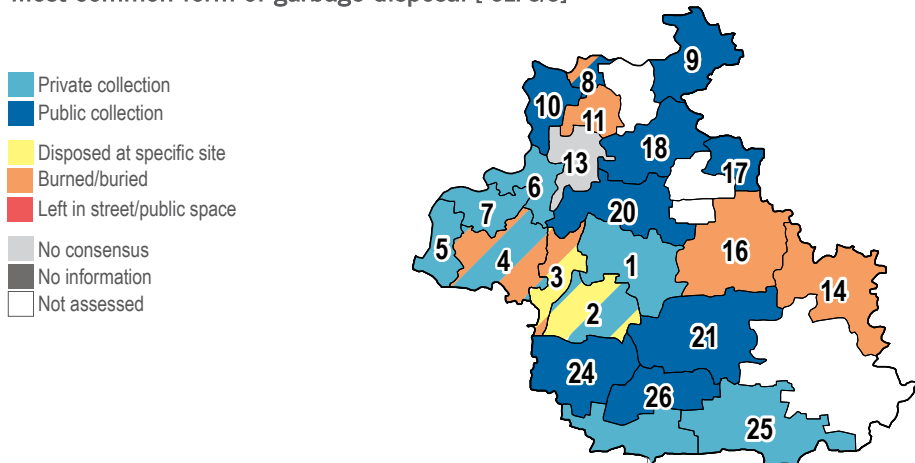 Private collection
Public collection
Disposed at specific site
Burned/buried
Left in street/public space
No consensus
No information
Not assessed
9
8
10
11
18
13
17
6
7
20
5
4
3
1
16
14
2
21
24
26
25